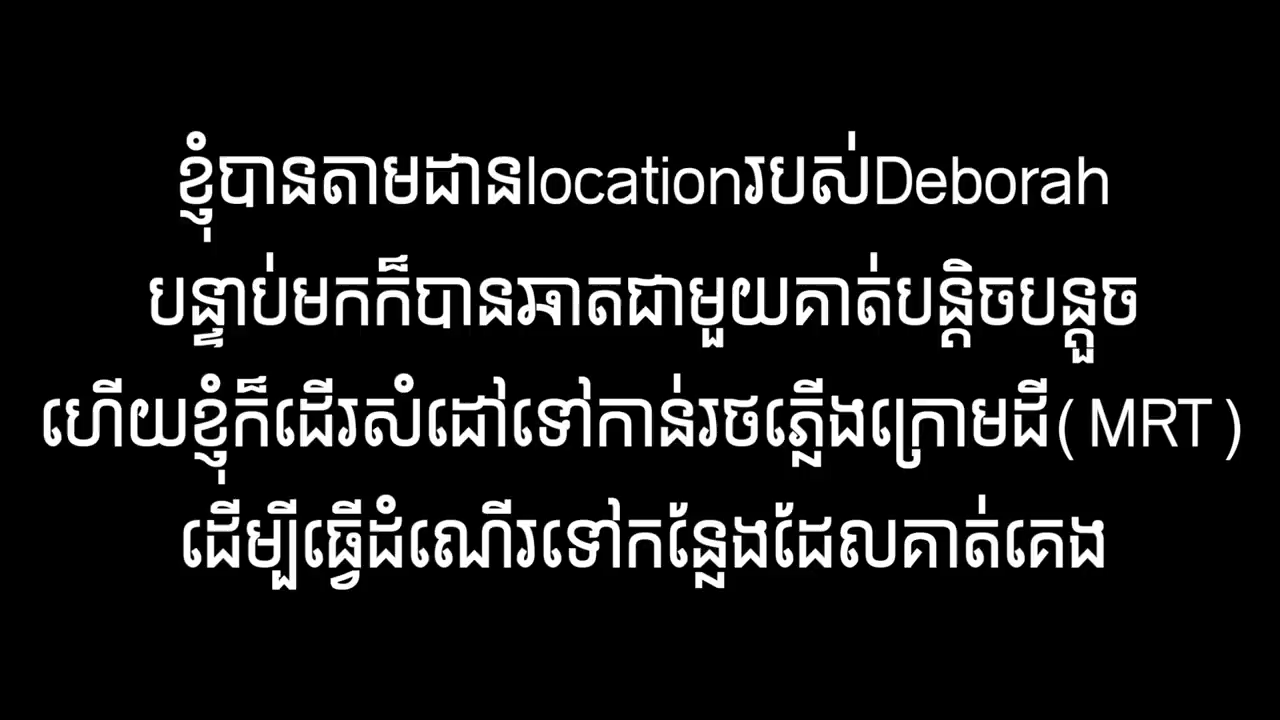 ខ្ញុំបានតាមដានlocationរបស់Deborah
បន្ទាប់មកក៏បានឆាតជាមួយគាត់បន្តិចបន្តួច
ហើយខ្ញុំក៏ដើរសំដៅទៅកាន់រថភ្លើងក្រោមដី( MRT )
ដើម្បីធ្វើដំណើរទៅកន្លែងដែលគាត់គេង